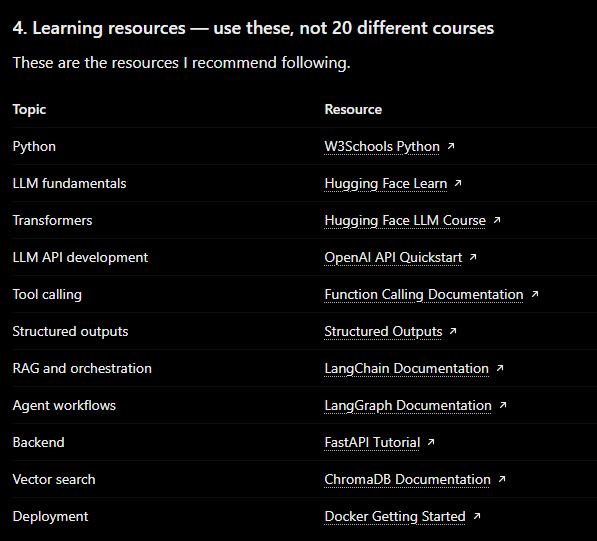 4. Learning resources — use these, not 20 different courses
These are the resources I recommend following.
Topic Resource
Python W3Schools Python ↗
LLM fundamentals Hugging Face Learn ↗
Transformers Hugging Face LLM Course ↗
LLM API development OpenAI API Quickstart ↗
Tool calling Function Calling Documentation ↗
Structured outputs Structured Outputs ↗
RAG and orchestration LangChain Documentation ↗
Agent workflows LangGraph Documentation ↗
Backend FastAPI Tutorial ↗
Vector search ChromaDB Documentation ↗
Deployment Docker Getting Started ↗